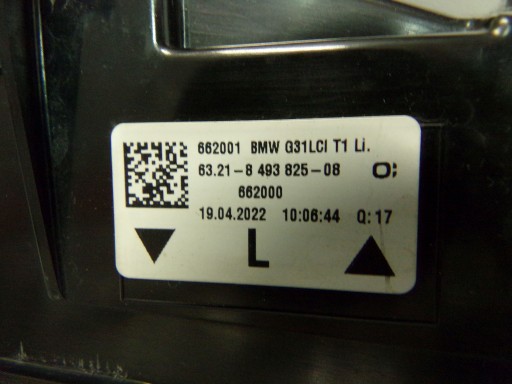 662001 BMW G31LCI T1 Li.
63.21-8 493 825-08
662000
19.04.2022 10:06:44 Q:17
L